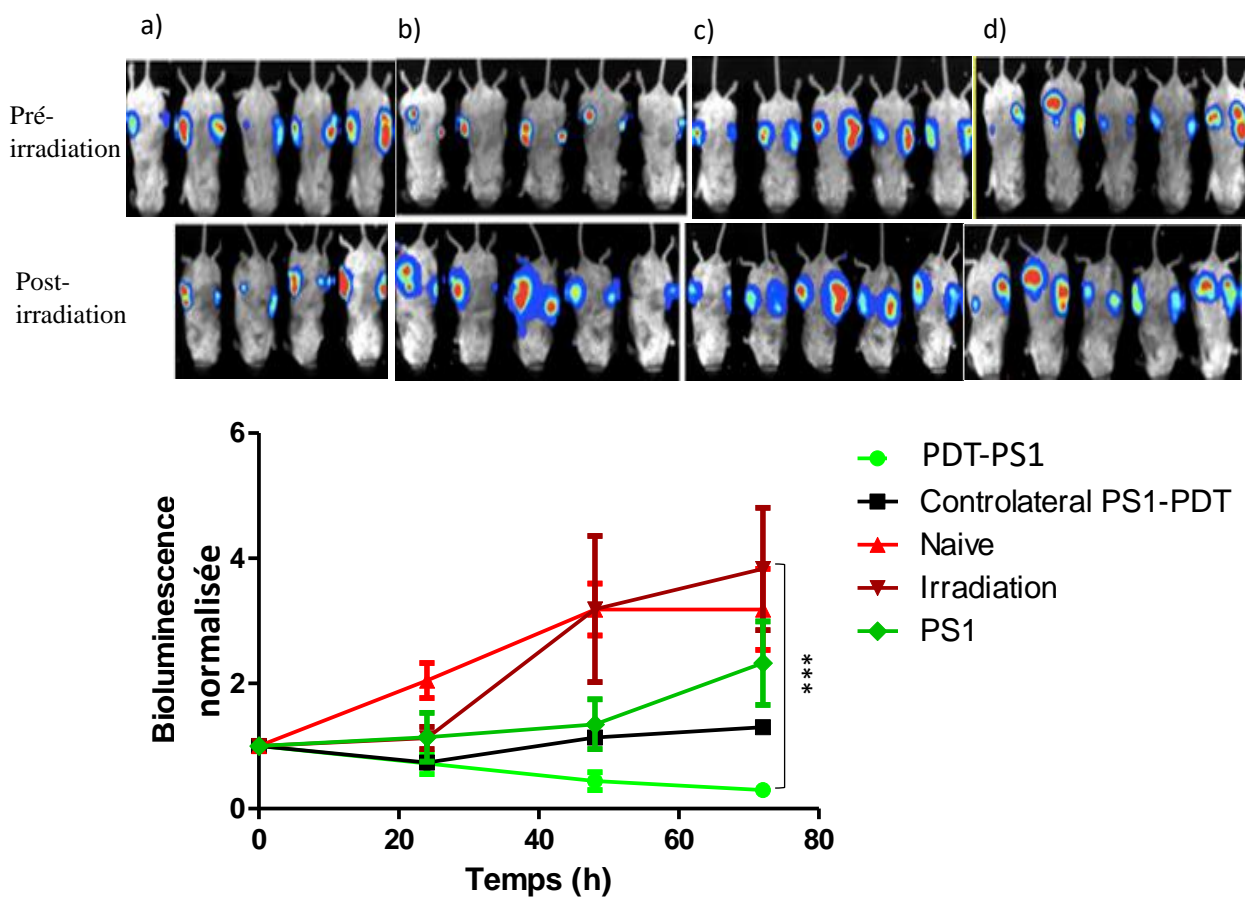 a)
b)
c)
d)
Pré-
irradiation
Post-
irradiation
6
4
2
0
0
20
40
60
80
Bioluminescence
normalisée
Temps (h)
***
PDT-PS1
Controlateral PS1-PDT
Naive
Irradiation
PS1